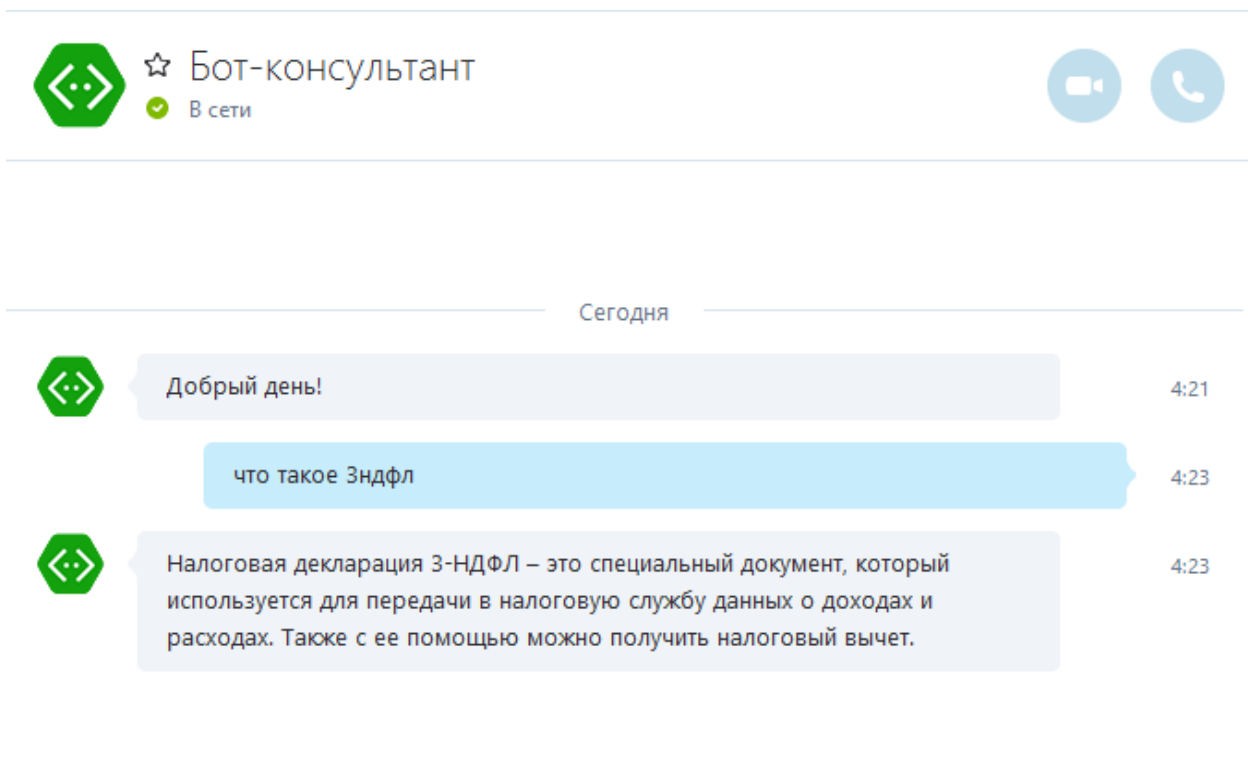 Бот-консультант
В сети
Сегодня
Добрый день!
4:21
что такое 3ндфл
4:23
Налоговая декларация 3-НДФЛ – это специальный документ, который
4:23
используется для передачи в налоговую службу данных о доходах и
расходах. Также с ее помощью можно получить налоговый вычет.